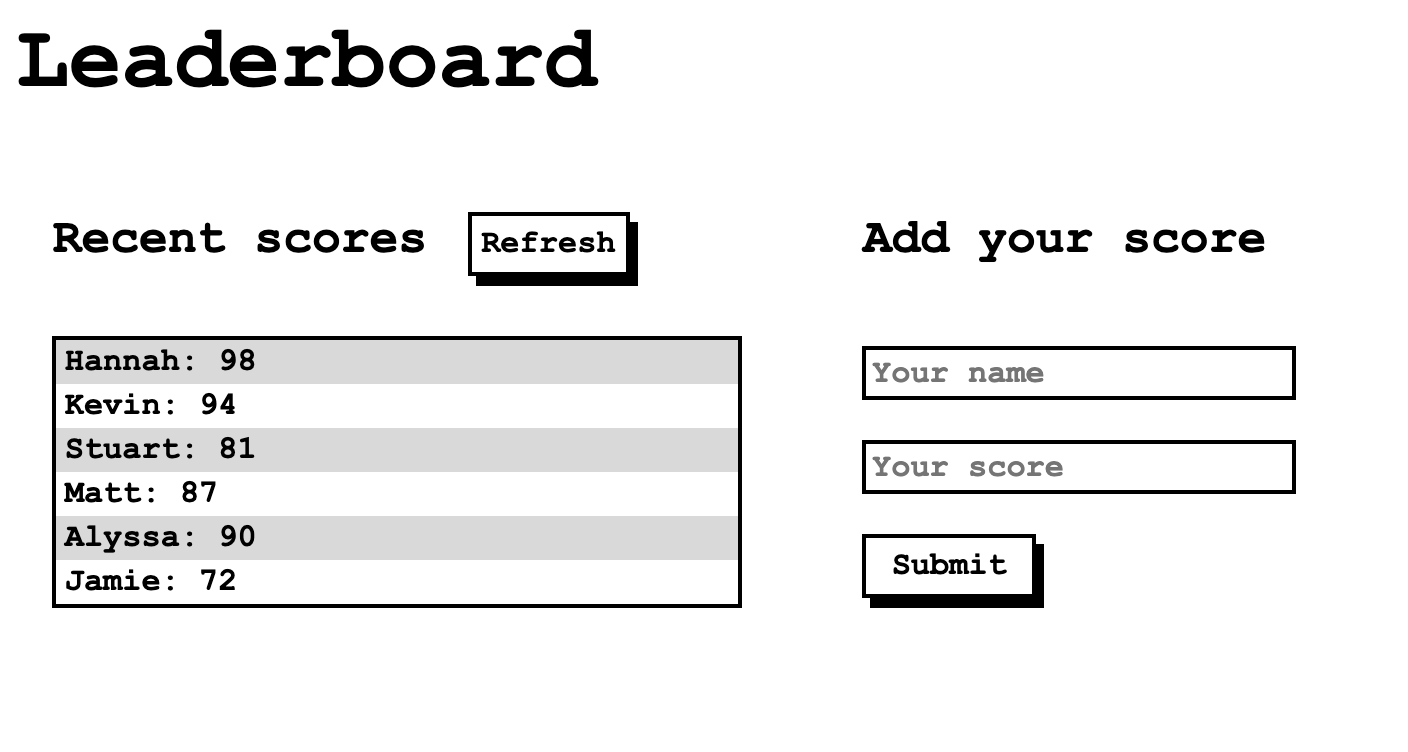 Leaderboard
Recent scores
Refresh
Hannah: 98
Kevin: 94
Stuart: 81
Matt: 87
Alyssa: 90
Jamie: 72
Add your score
Your name
Your score
Submit